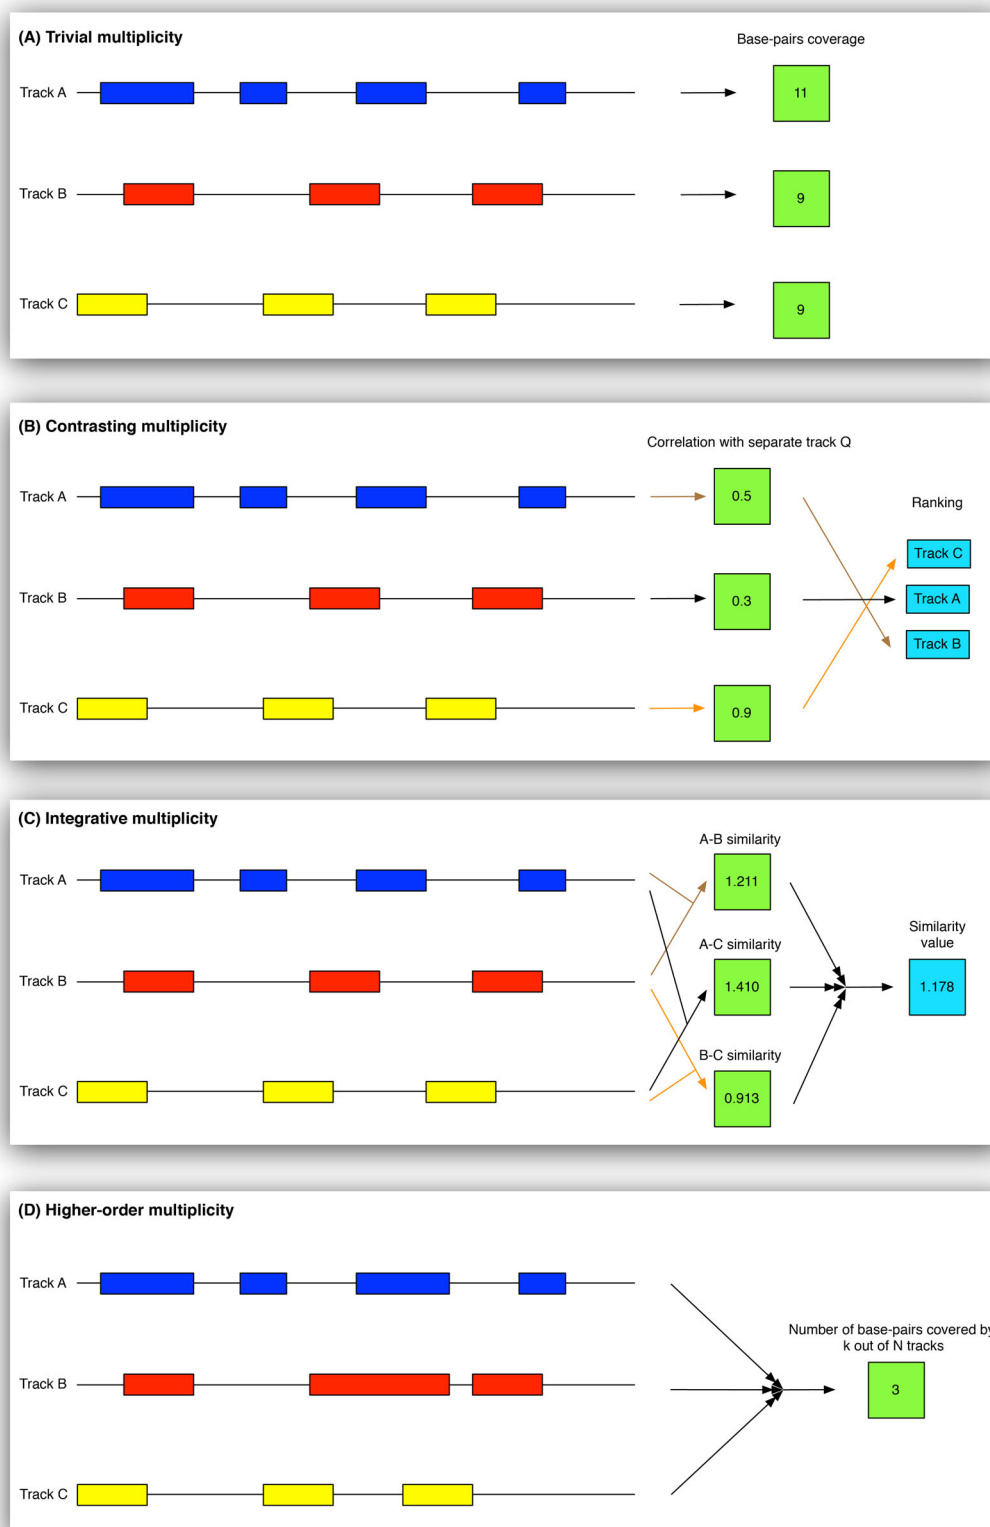 (A) Trivial multiplicity
Base-pairs coverage
Track A
11
Track B
9
Track C
9
(B) Contrasting multiplicity
Correlation with separate track Q
Track A
0.5
Ranking
Track C
Track B
0.3
Track A
Track B
Track C
0.9
(C) Integrative multiplicity
A-B similarity
Track A
1.211
Similarity
value
A-C similarity
Track B
1.410
1.178
B-C similarity
Track C
0.913
(D) Higher-order multiplicity
Track A
Number of base-pairs covered by
k out of N tracks
Track B
3
Track C